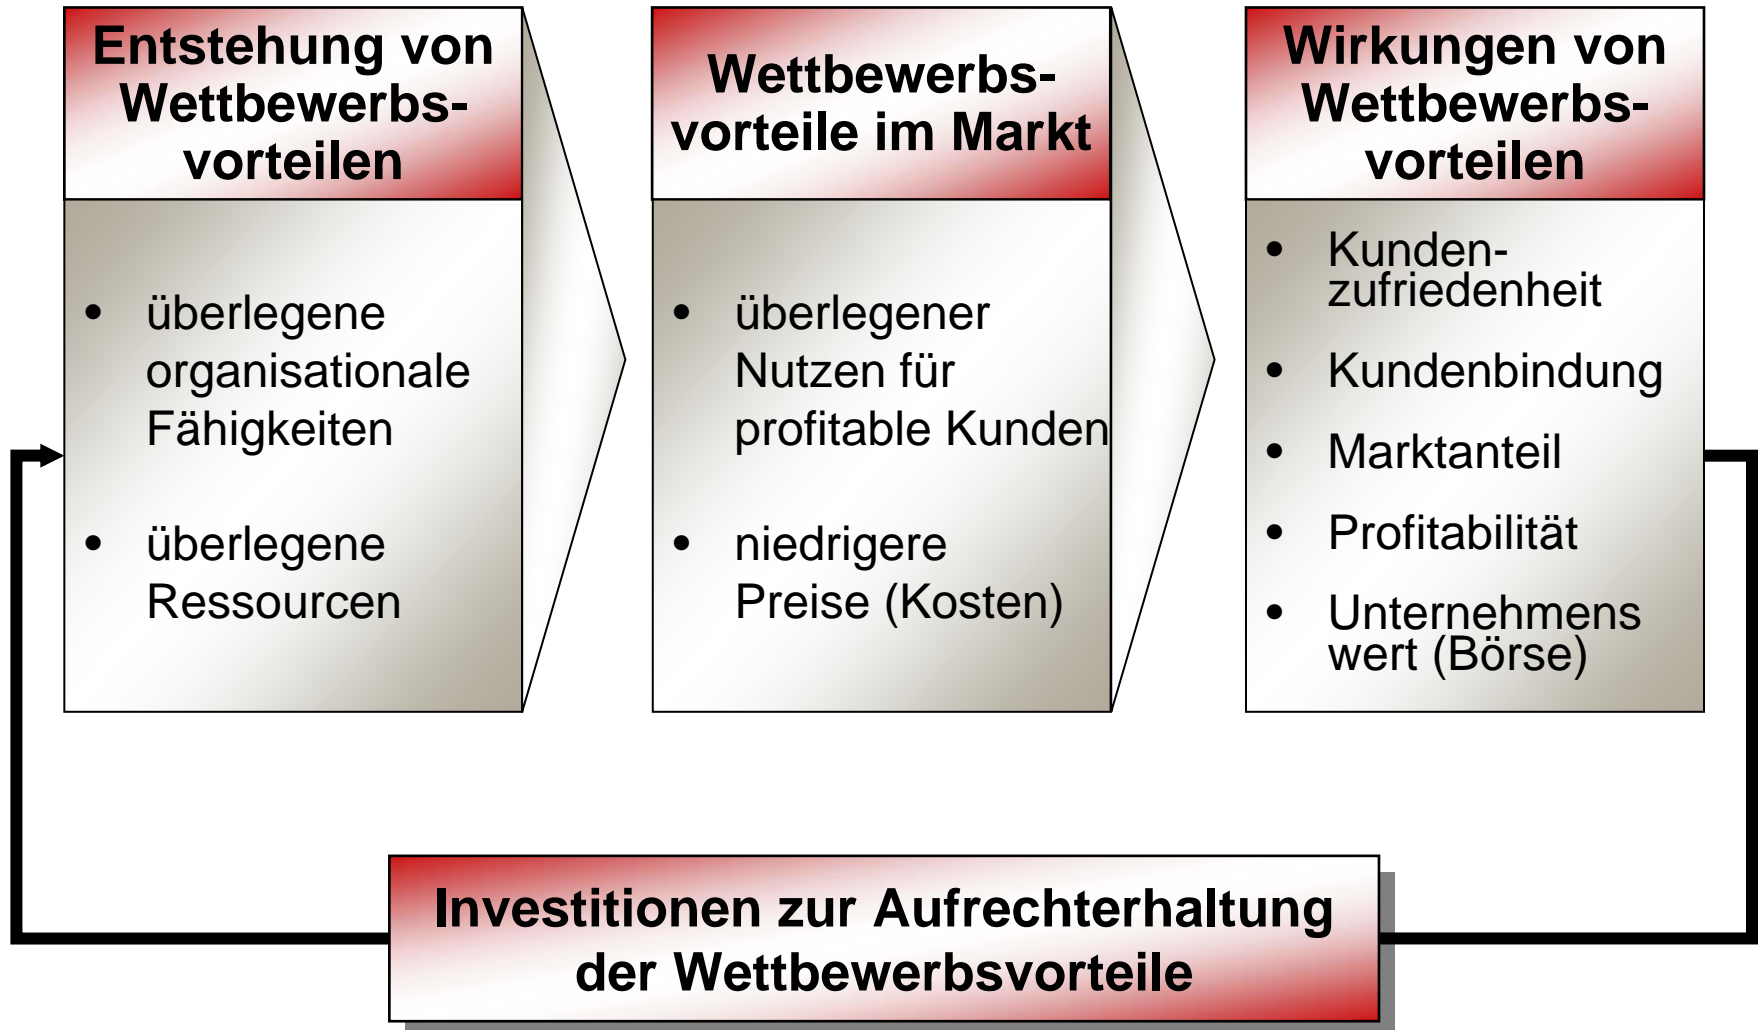 Entstehung von
Wettbewerbs-
vorteilen
• überlegene
organisationale
Fähigkeiten
• überlegene
Ressourcen
Wettbewerbs-
vorteile im Markt
• überlegener
Nutzen für
profitable Kunden
• niedrigere
Preise (Kosten)
Wirkungen von
Wettbewerbs-
vorteilen
• Kunden-
zufriedenheit
• Kundenbindung
• Marktanteil
• Profitabilität
• Unternehmens
wert (Börse)
Investitionen zur Aufrechterhaltung
der Wettbewerbsvorteile